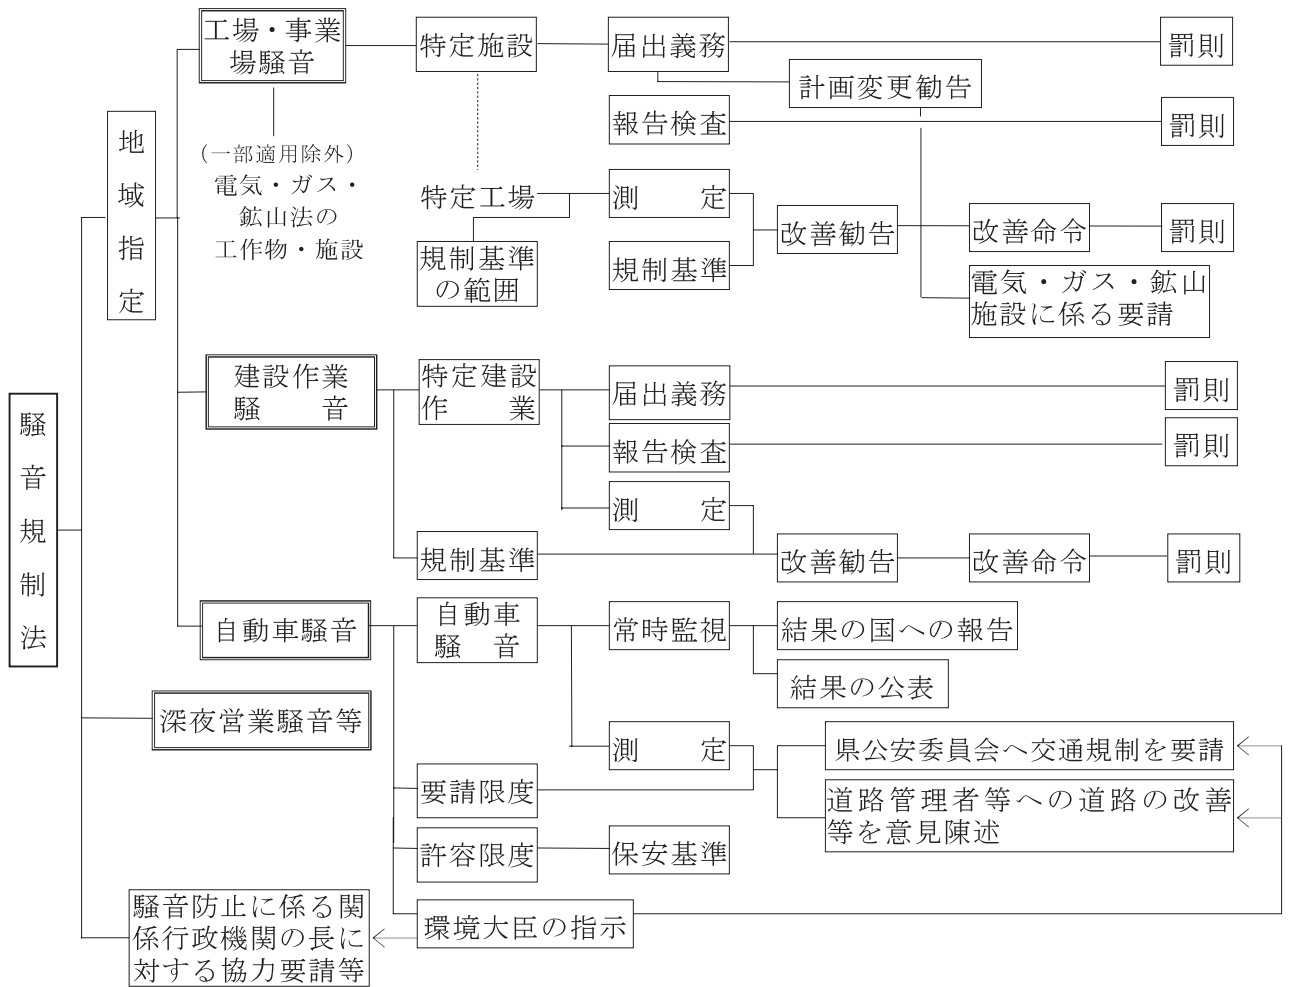 騒音規制法
地域指定
工場・事業
場騒音
(一部適用除外)
電気・ガス・
鉱山法の
工作物・施設
特定施設
届出義務
罰則
計画変更勧告
報告検査
罰則
特定工場
規制基準
の範囲
測定
規制基準
改善勧告
改善命令
罰則
電気・ガス・鉱山
施設に係る要請
建設作業
騒音
特定建設
作業
届出義務
罰則
報告検査
罰則
測定
規制基準
改善勧告
改善命令
罰則
自動車騒音
自動車
騒音
常時監視
結果の国への報告
結果の公表
測定
県公安委員会へ交通規制を要請
道路管理者等への道路の改善
等を意見陳述
要請限度
許容限度
保安基準
環境大臣の指示
深夜営業騒音等
騒音防止に係る関
係行政機関の長に
対する協力要請等